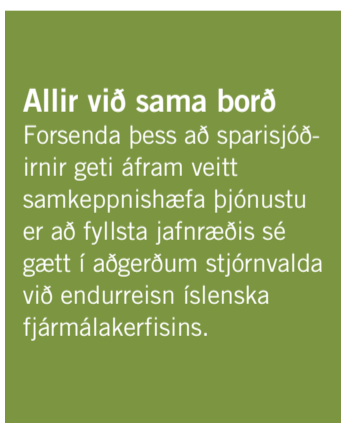 Allir við sama borð
Forsenda þess að sparisjóð-
irnir geti áfram veitt
samkeppnishæfa þjónustu
er að fyllsta jafnræðis sé
gætt í aðgerðum stjórnvalda
við endurreisn íslenska
fjármálakerfisins.